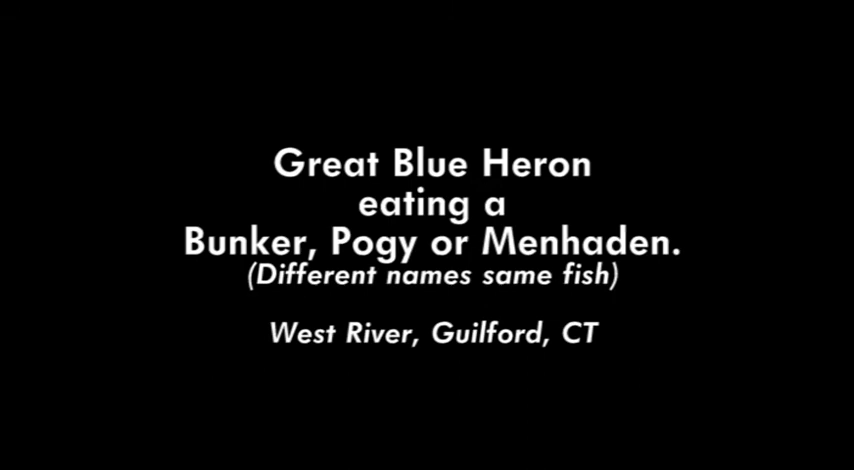 Great Blue Heron
eating a
Bunker, Pogy or Menhaden.
(Different names same fish)
West River, Guilford, CT